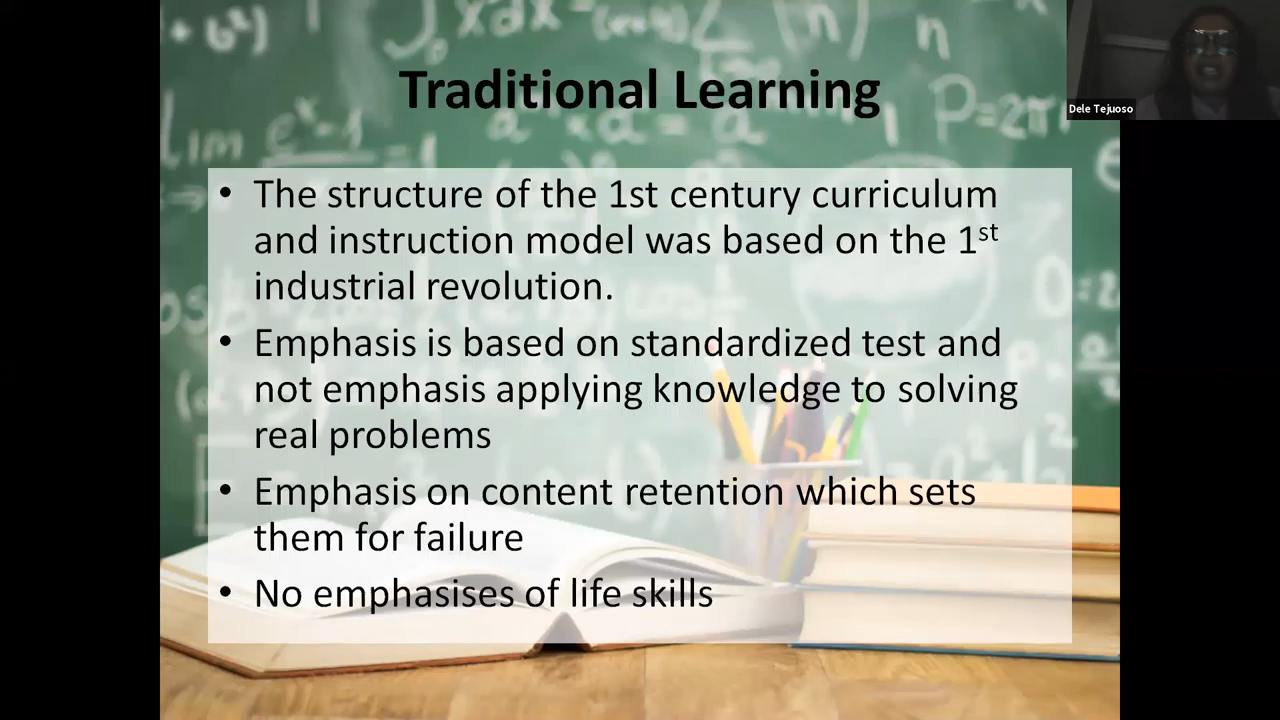 Traditional Learning
Dele Tejuoso
• The structure of the 1st century curriculum
and instruction model was based on the 1st
industrial revolution.
• Emphasis is based on standardized test and
not emphasis applying knowledge to solving
real problems
• Emphasis on content retention which sets
them for failure
• No emphasises of life skills